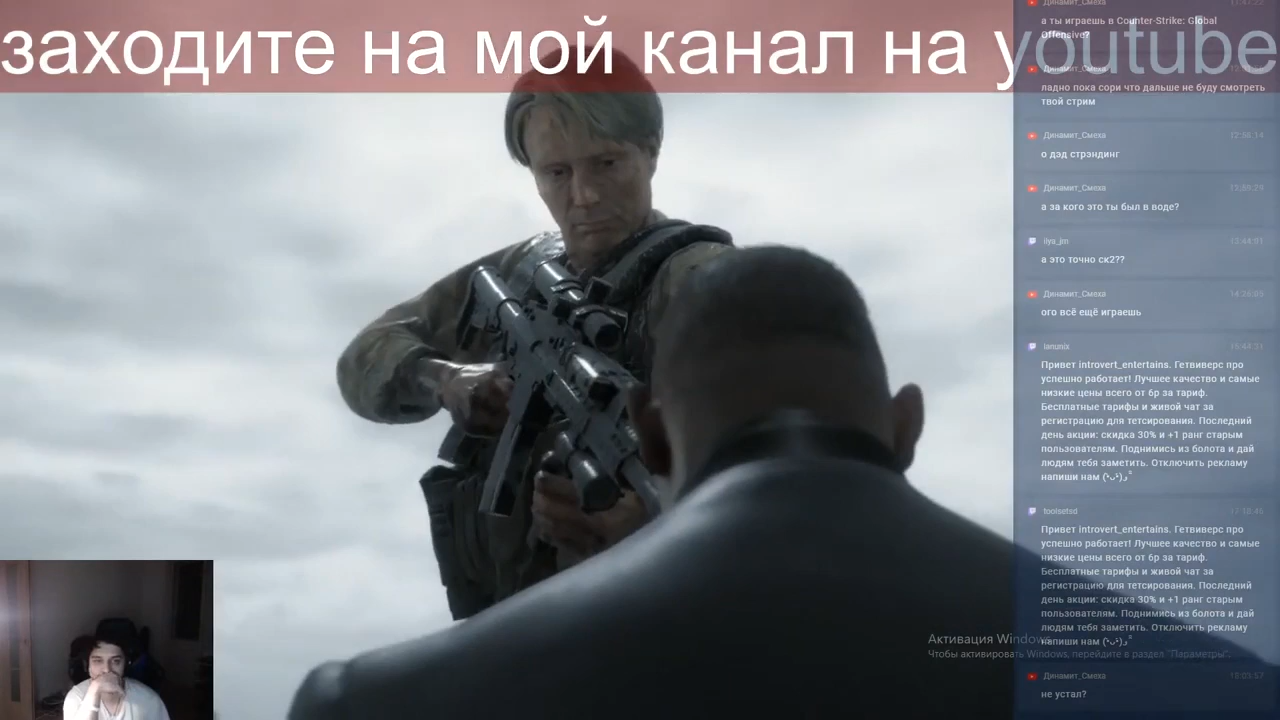 заходите на мой канал на youtube
Динамит_Смеха
а ты играешь в Counter-Strike: Global
Offensive?
Динамит_Смеха
ладно пока сори что дальше не буду смотреть
твой стрим
Динамит_Смеха 12:58:14
о дэд стрэндинг
Динамит_Смеха 12:59:29
а за кого это ты был в воде?
ilya_jm 13:44:01
а это точно ск2??
Динамит_Смеха
ого всё ещё играешь
ianunix 15:44:31
Привет introvert_entertains. Гетвиверс про
успешно работает! Лучшее качество и самые
низкие цены всего от 6р за тариф.
Бесплатные тарифы и живой чат за
регистрацию для тетсирования. Последний
день акции: скидка 30% и +1 ранг старым
пользователям. Поднимись из болота и дай
людям тебя заметить. Отключить рекламу
напиши нам
toolsetsd 17:18:46
Привет introvert_entertains. Гетвиверс про
успешно работает! Лучшее качество и самые
низкие цены всего от 6р за тариф.
Бесплатные тарифы и живой чат за
регистрацию для тетсирования. Последний
день акции: скидка 30% и +1 ранг старым
пользователям. Поднимись из болота и дай
людям тебя заметить. Отключить рекламу
напиши нам
Активация Windows
Чтобы активировать Windows, перейдите в раздел "Параметры".
Динамит_Смеха 18:03:57
не устал?